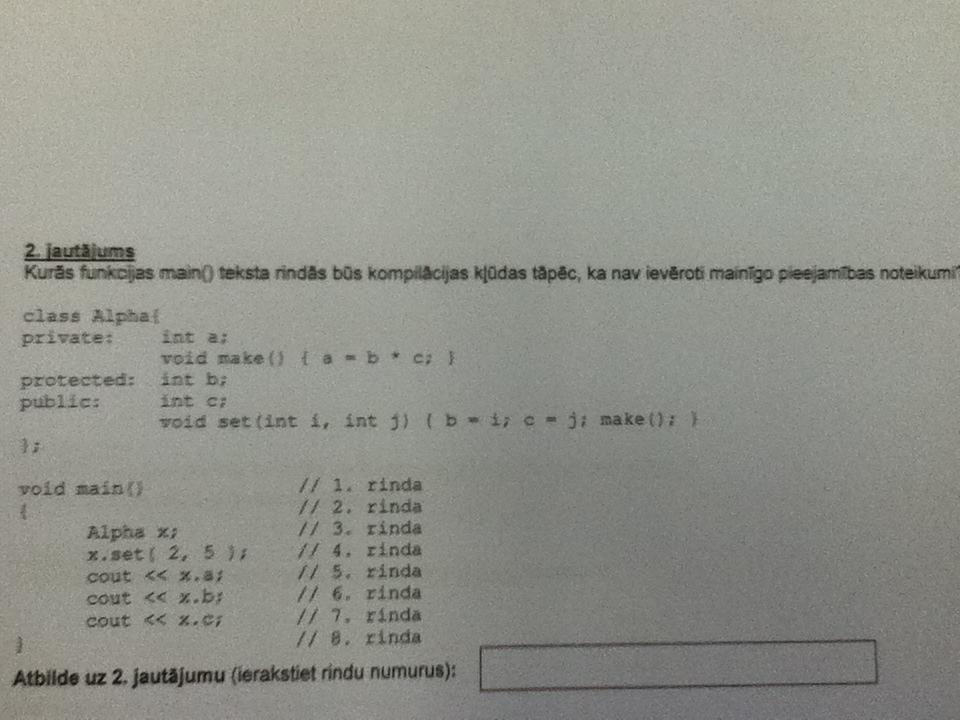 2. jautājums
Kurās funkcijas main() teksta rindās būs kompilācijas kļūdas tāpēc, ka nav ievēroti mainīgo pieejamības noteikumi
class Alpha{
private: int a;
void make() { a = b * c; }
protected: int b;
public: int c;
void set(int i, int j) { b = i; c = j; make(); }
};
void main() // 1. rinda
{ // 2. rinda
Alpha x; // 3. rinda
x.set( 2, 5 ); // 4. rinda
cout << x.a; // 5. rinda
cout << x.b; // 6. rinda
cout << x.c; // 7. rinda
} // 8. rinda
Atbilde uz 2. jautājumu (ierakstiet rindu numurus):